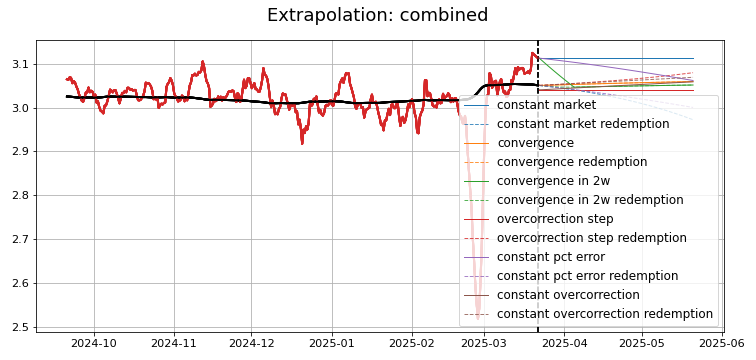 Extrapolation: combined
3.1
3.0
2.9
2.8
2.7
2.6
2.5
constant market
constant market redemption
convergence
convergence redemption
convergence in 2w
convergence in 2w redemption
overcorrection step
overcorrection step redemption
constant pct error
constant pct error redemption
constant overcorrection
constant overcorrection redemption
2024-10 2024-11 2024-12 2025-01 2025-02 2025-03 2025-04 2025-05 2025-06